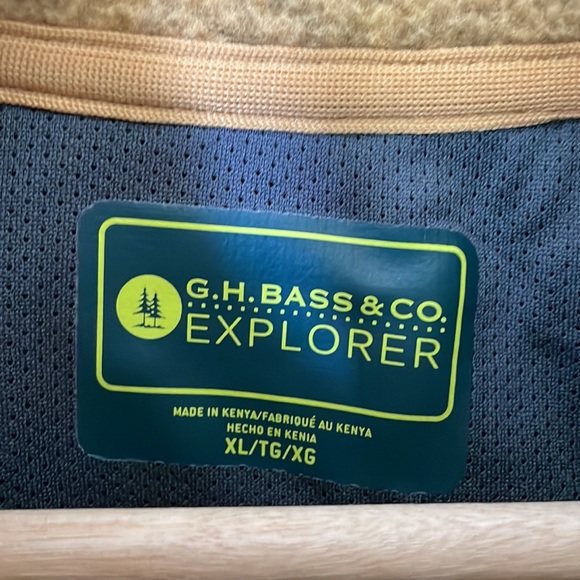 G.H.BASS & CO.
EXPLORER
MADE IN KENYA/FABRIQUÉ AU KENYA
HECHO EN KENIA
XL/TG/XG